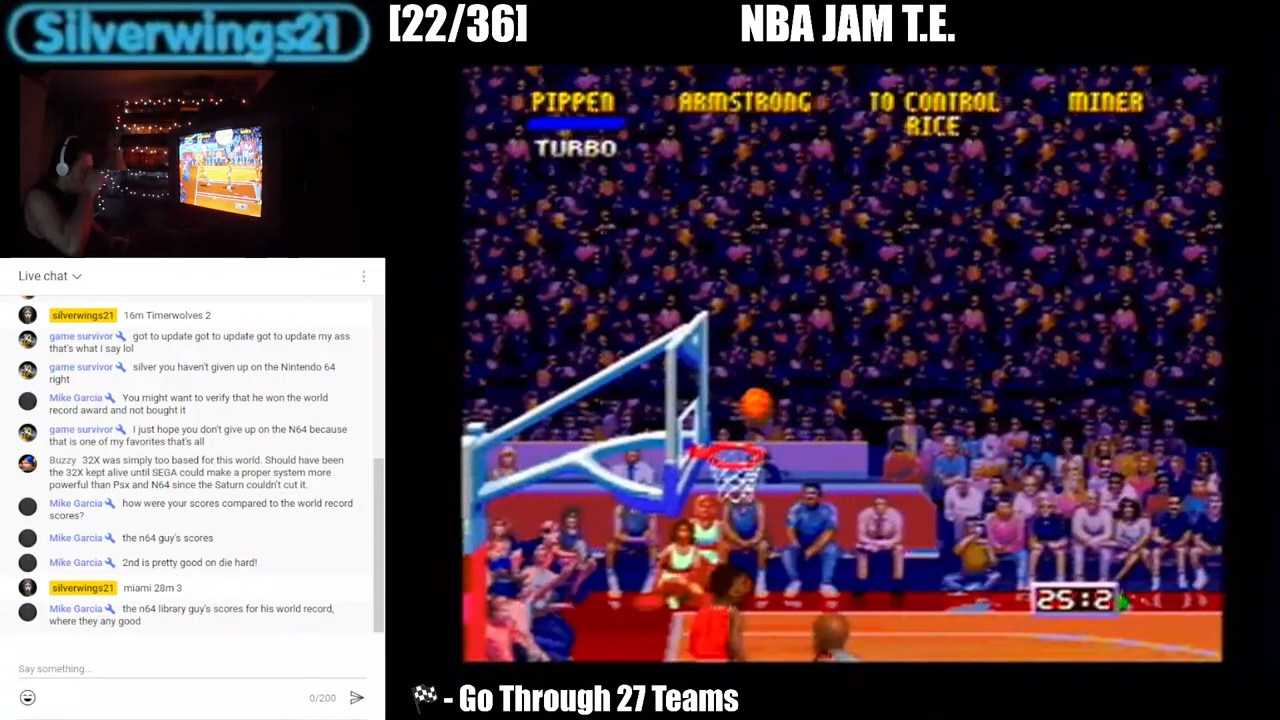 Silverwings21
[22/36]
NBA JAM T.E.
PIPPEN
ARMSTRONG
TO CONTROL
RICE
MINER
TURBO
25:2
Live chat
silverwings21 16m Timerwolves 2
game survivor got to update got to update got to update my ass
that's what I say lol
game survivor silver you haven't given up on the Nintendo 64
right
Mike Garcia You might want to verify that he won the world
record award and not bought it
game survivor I just hope you don't give up on the N64 because
that is one of my favorites that's all
Buzzy 32X was simply too based for this world. Should have been
the 32X kept alive until SEGA could make a proper system more
powerful than Psx and N64 since the Saturn couldn't cut it.
Mike Garcia how were your scores compared to the world record
scores?
Mike Garcia the n64 guy's scores
Mike Garcia 2nd is pretty good on die hard!
silverwings21 miami 28m 3
Mike Garcia the n64 library guy's scores for his world record,
where they any good
Say something...
0/200
- Go Through 27 Teams